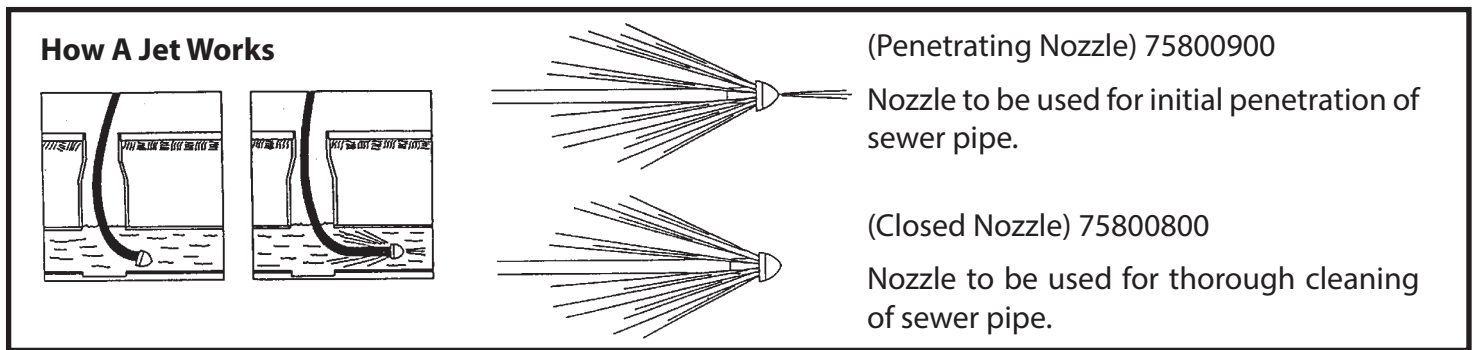 How A Jet Works
(Penetrating Nozzle) 75800900
Nozzle to be used for initial penetration of
sewer pipe.
(Closed Nozzle) 75800800
Nozzle to be used for thorough cleaning
of sewer pipe.